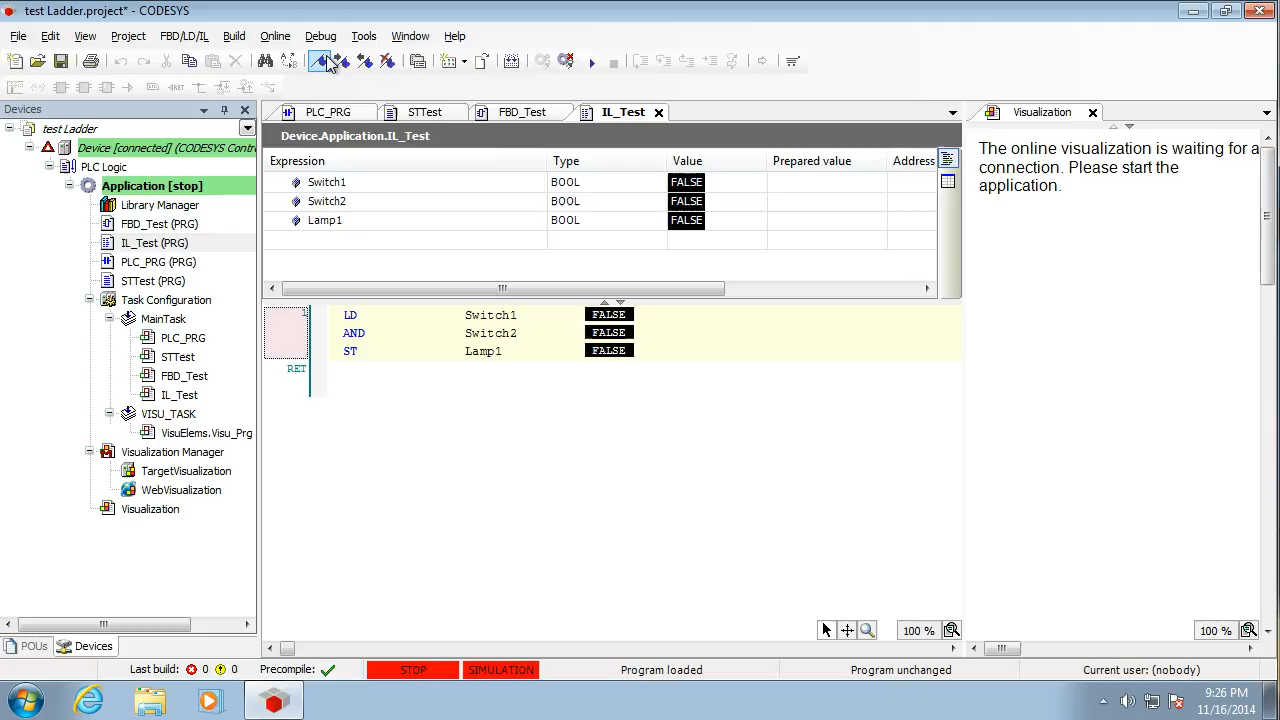 test Ladder.project* - CODESYS
File Edit View Project FBD/LD/IL Build Online Debug Tools Window Help
Devices
test Ladder
Device [connected] (CODESYS Contr
PLC Logic
Application [stop]
Library Manager
FBD_Test (PRG)
IL_Test (PRG)
PLC_PRG (PRG)
STTest (PRG)
Task Configuration
MainTask
PLC_PRG
STTest
FBD_Test
IL_Test
VISU_TASK
VisuElems.Visu_Prg
Visualization Manager
TargetVisualization
WebVisualization
Visualization
POUs Devices
PLC_PRG STTest FBD_Test IL_Test
Device.Application.IL_Test
Expression Type Value Prepared value Address
Switch1 BOOL FALSE
Switch2 BOOL FALSE
Lamp1 BOOL FALSE
1 LD Switch1 FALSE
AND Switch2 FALSE
ST Lamp1 FALSE
RET
100 %
Visualization
The online visualization is waiting for a
connection. Please start the
application.
100 %
Last build: 0 0 Precompile: STOP SIMULATION Program loaded Program unchanged Current user: (nobody)
9:26 PM
11/16/2014